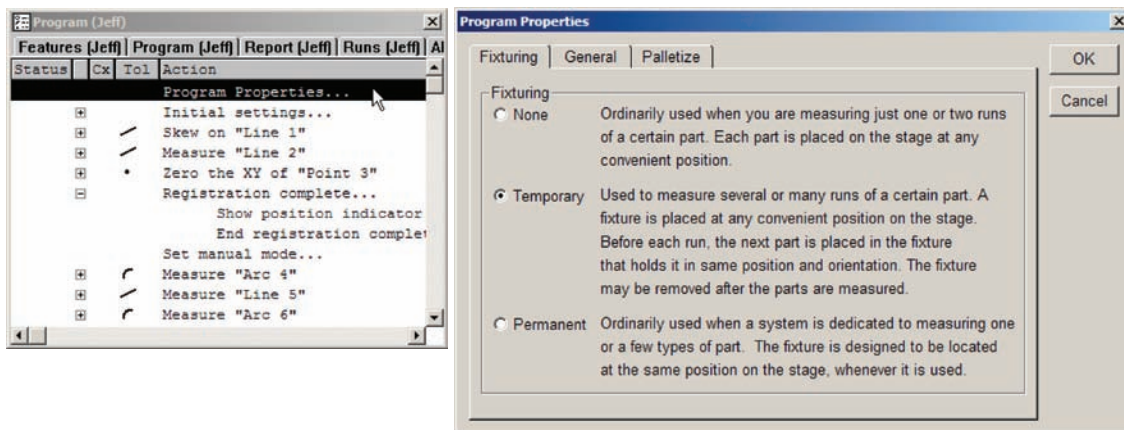 Program (Jeff)
Features (Jeff) Program (Jeff) Report (Jeff) Runs (Jeff) Al
Status Cx Tol Action
Program Properties...
Initial settings...
Skew on "Line 1"
Measure "Line 2"
Zero the XY of "Point 3"
Registration complete...
Show position indicator
End registration complet
Set manual mode...
Measure "Arc 4"
Measure "Line 5"
Measure "Arc 6"
Program Properties
Fixturing General Palletize
OK
Cancel
Fixturing
None Ordinarily used when you are measuring just one or two runs
of a certain part. Each part is placed on the stage at any
convenient position.
Temporary Used to measure several or many runs of a certain part. A
fixture is placed at any convenient position on the stage.
Before each run, the next part is placed in the fixture
that holds it in same position and orientation. The fixture
may be removed after the parts are measured.
Permanent Ordinarily used when a system is dedicated to measuring one
or a few types of part. The fixture is designed to be located
at the same position on the stage, whenever it is used.